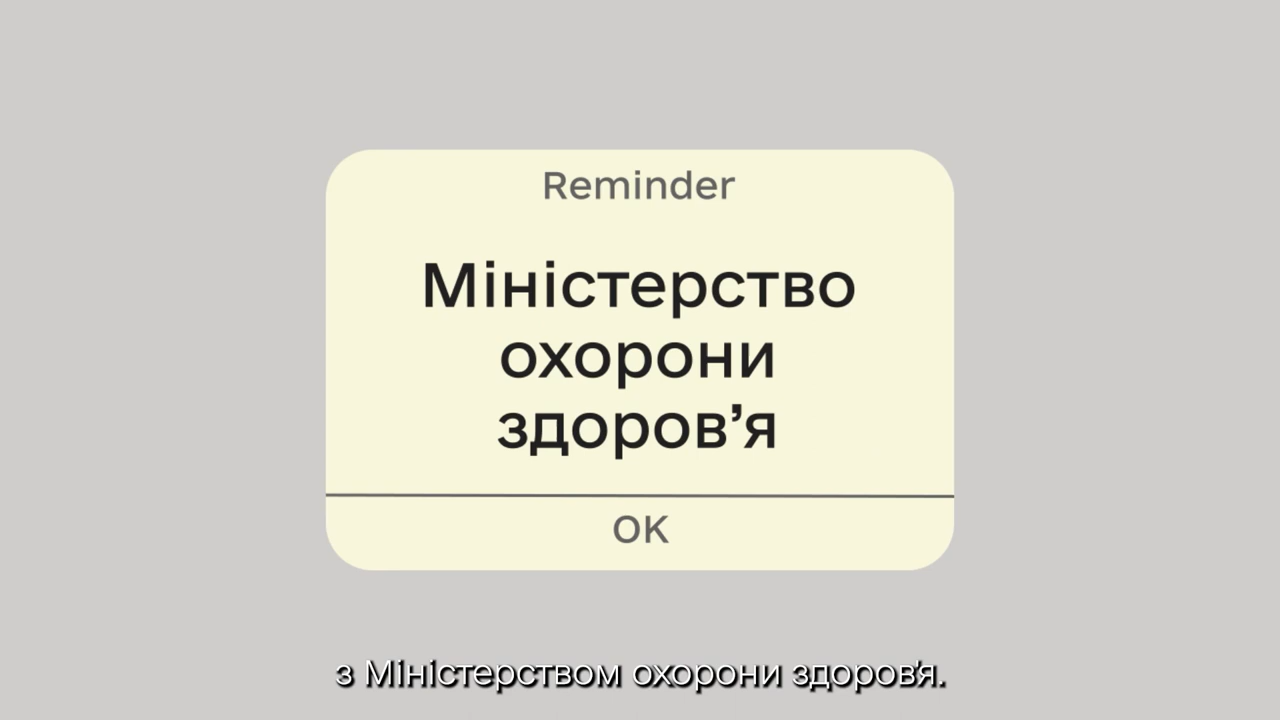 Reminder
Міністерство
охорони
здоров’я
OK
з Міністерством охорони здоров'я.